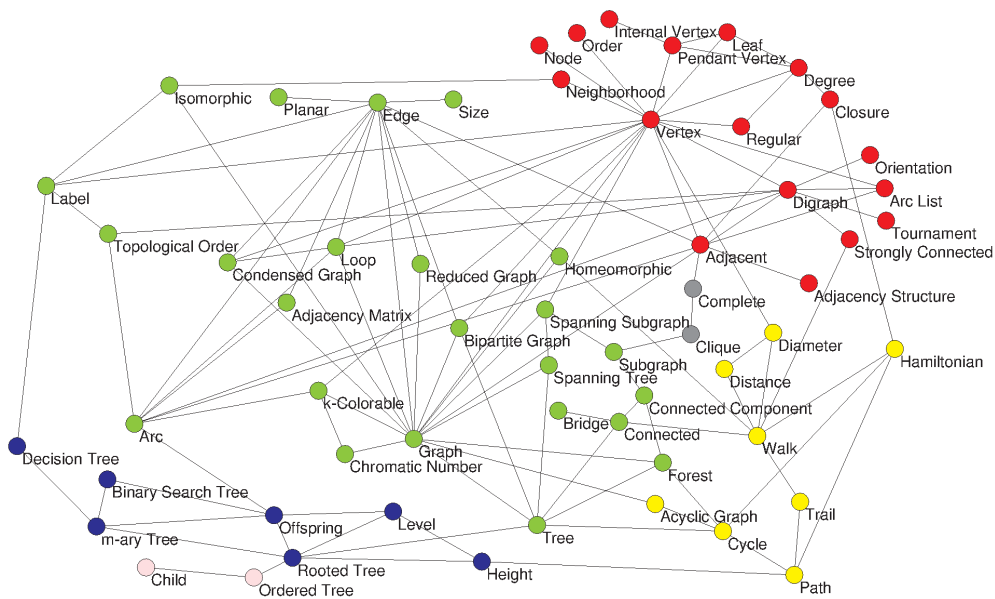 Internal Vertex
Leaf
Order
Node
Pendant Vertex
Degree
Isomorphic
Planar
Edge
Size
Neighborhood
Closure
Vertex
Regular
Orientation
Label
Digraph
Arc List
Tournament
Topological Order
Condensed Graph
Loop
Reduced Graph
Homeomorphic
Adjacent
Strongly Connected
Adjacency Matrix
Complete
Adjacency Structure
Spanning Subgraph
Bipartite Graph
Clique
Diameter
Subgraph
Hamiltonian
Spanning Tree
Distance
k-Colorable
Connected Component
Bridge
Connected
Arc
Graph
Walk
Decision Tree
Chromatic Number
Forest
Binary Search Tree
Acyclic Graph
Trail
Offspring
Level
m-ary Tree
Tree
Cycle
Rooted Tree
Height
Child
Ordered Tree
Path